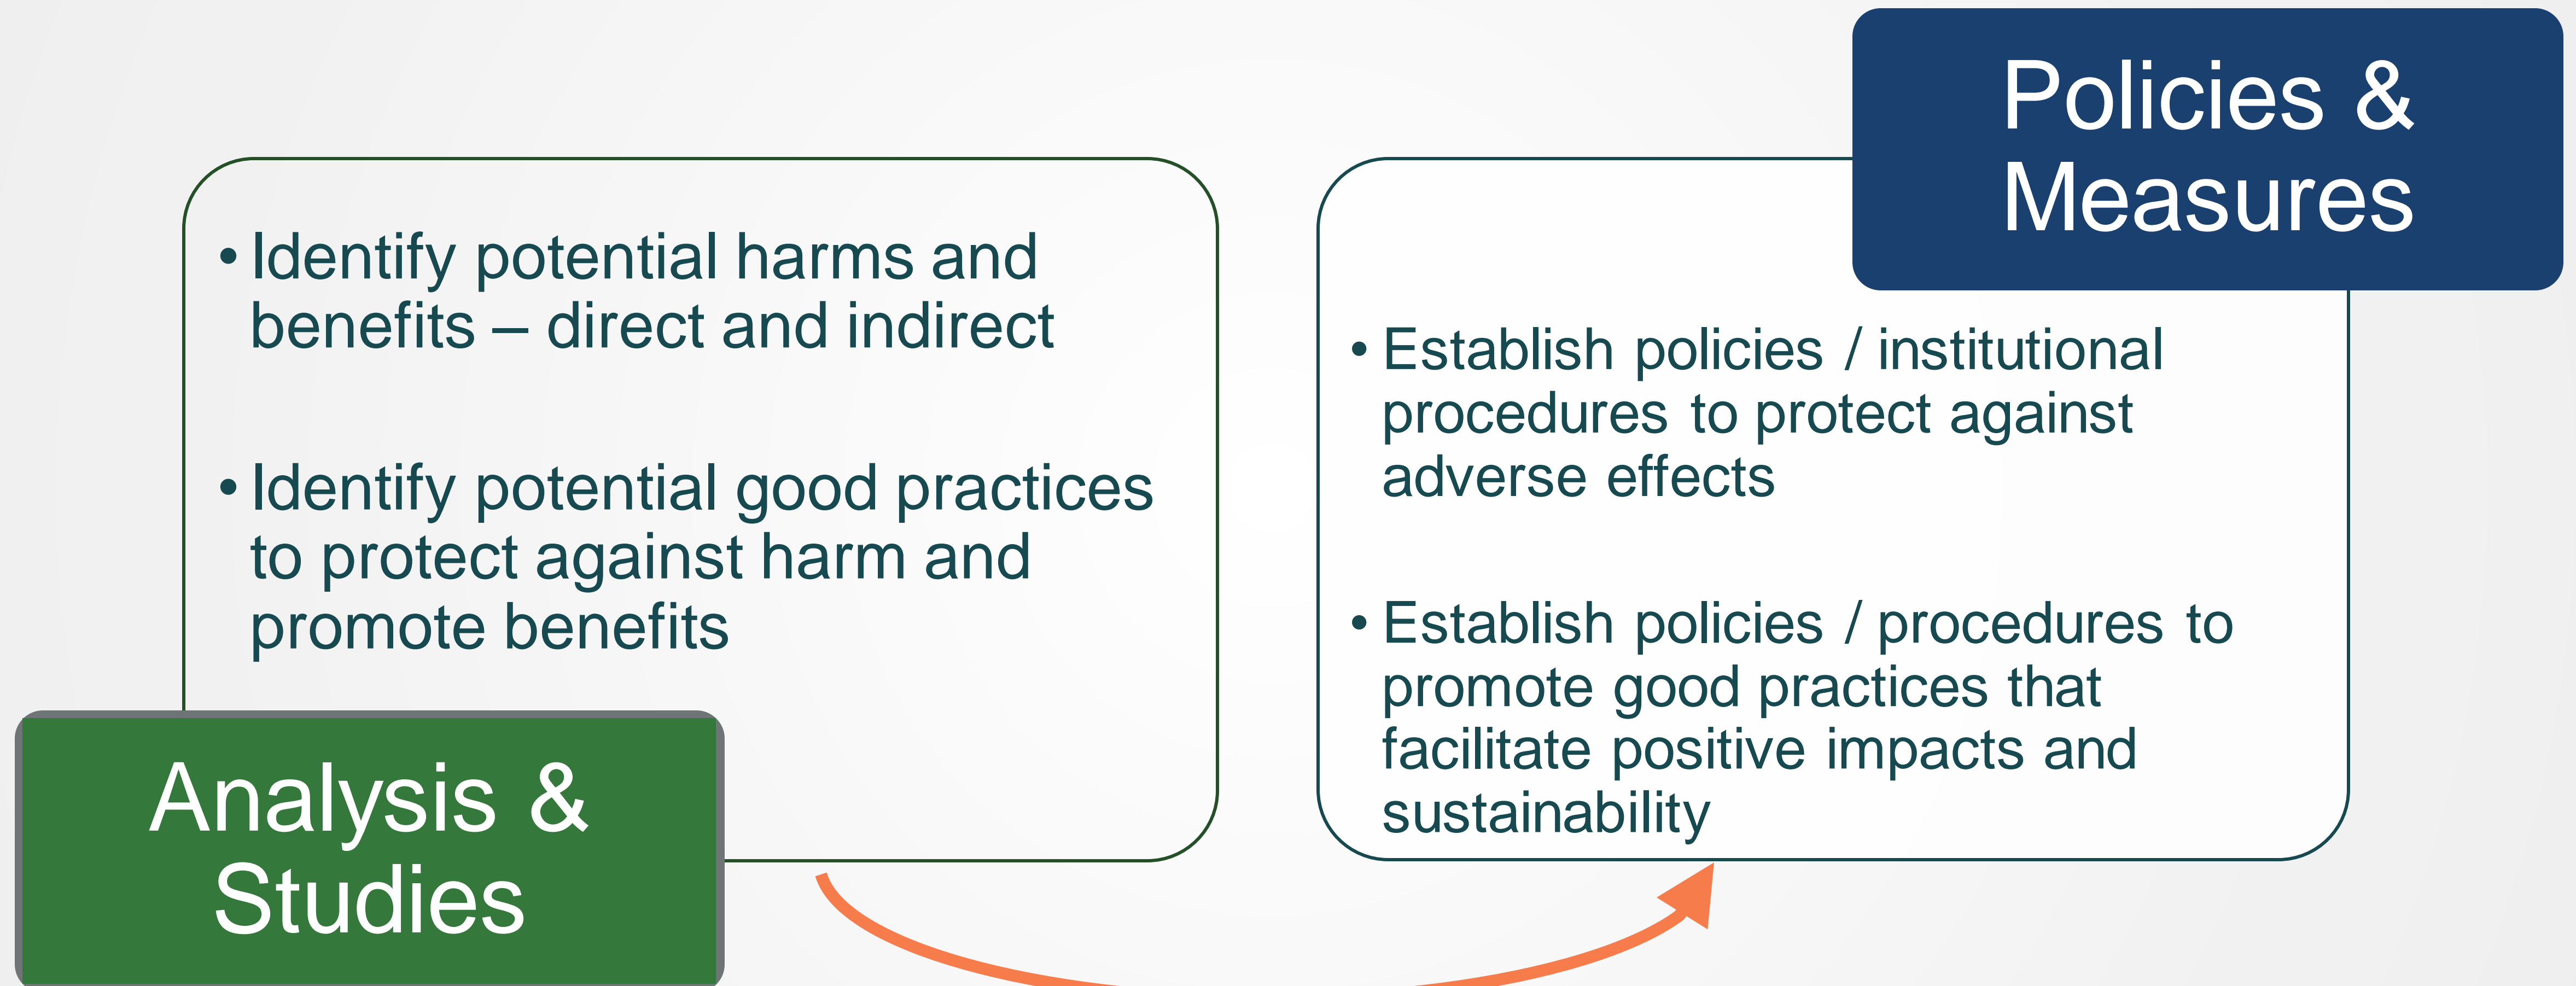 • Identify potential harms and
benefits – direct and indirect
• Identify potential good practices
to protect against harm and
promote benefits
Analysis &
Studies
Policies &
Measures
• Establish policies / institutional
procedures to protect against
adverse effects
• Establish policies / procedures to
promote good practices that
facilitate positive impacts and
sustainability